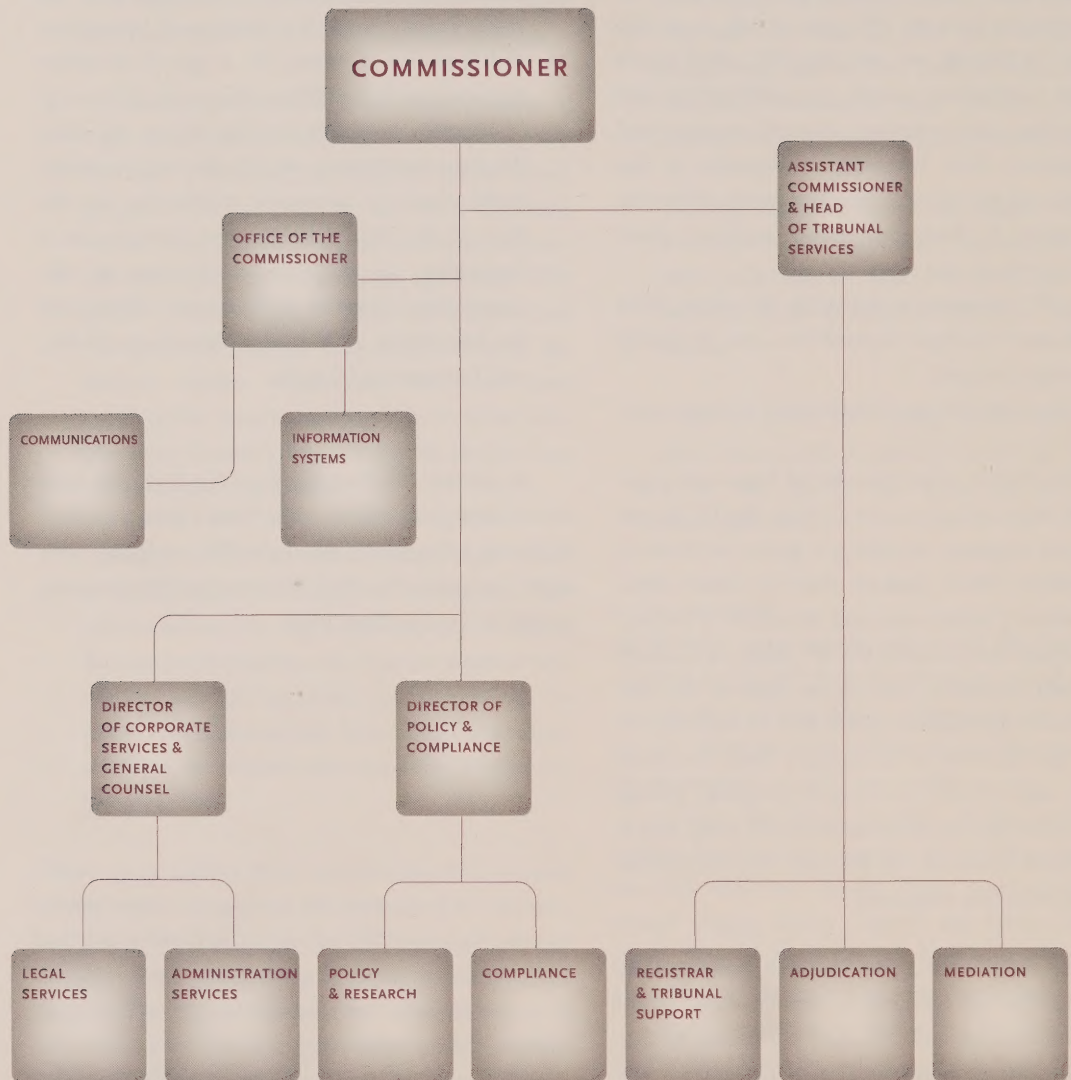 COMMISSIONER
ASSISTANT
COMMISSIONER
& HEAD
OF TRIBUNAL
SERVICES
OFFICE OF THE
COMMISSIONER
COMMUNICATIONS
INFORMATION
SYSTEMS
DIRECTOR
OF CORPORATE
SERVICES &
GENERAL
COUNSEL
DIRECTOR OF
POLICY &
COMPLIANCE
LEGAL
SERVICES
ADMINISTRATION
SERVICES
POLICY
& RESEARCH
COMPLIANCE
REGISTRAR
& TRIBUNAL
SUPPORT
ADJUDICATION
MEDIATION